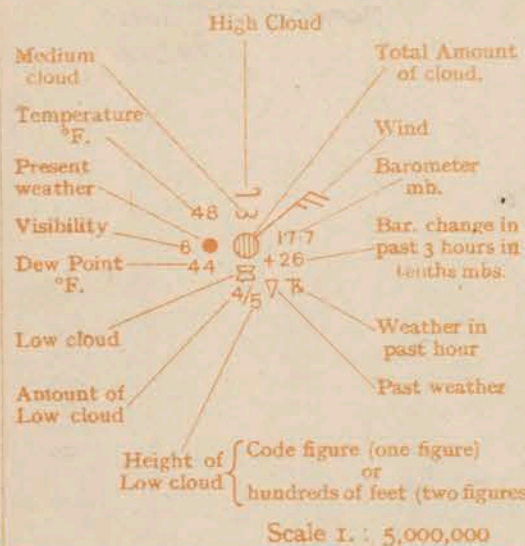 High Cloud
Medium
cloud
Total Amount
of cloud.
Temperature
°F.
Wind
Present
weather
Barometer
mb.
48
Visibility
6
17·7
Bar. change in
past 3 hours in
tenths mbs.
+26
Dew Point
°F.
44
4/5
Low cloud
Weather in
past hour
Amount of
Low cloud
Past weather
Height of
Low cloud
Code figure (one figure)
or
hundreds of feet (two figures
Scale 1. : 5,000,000